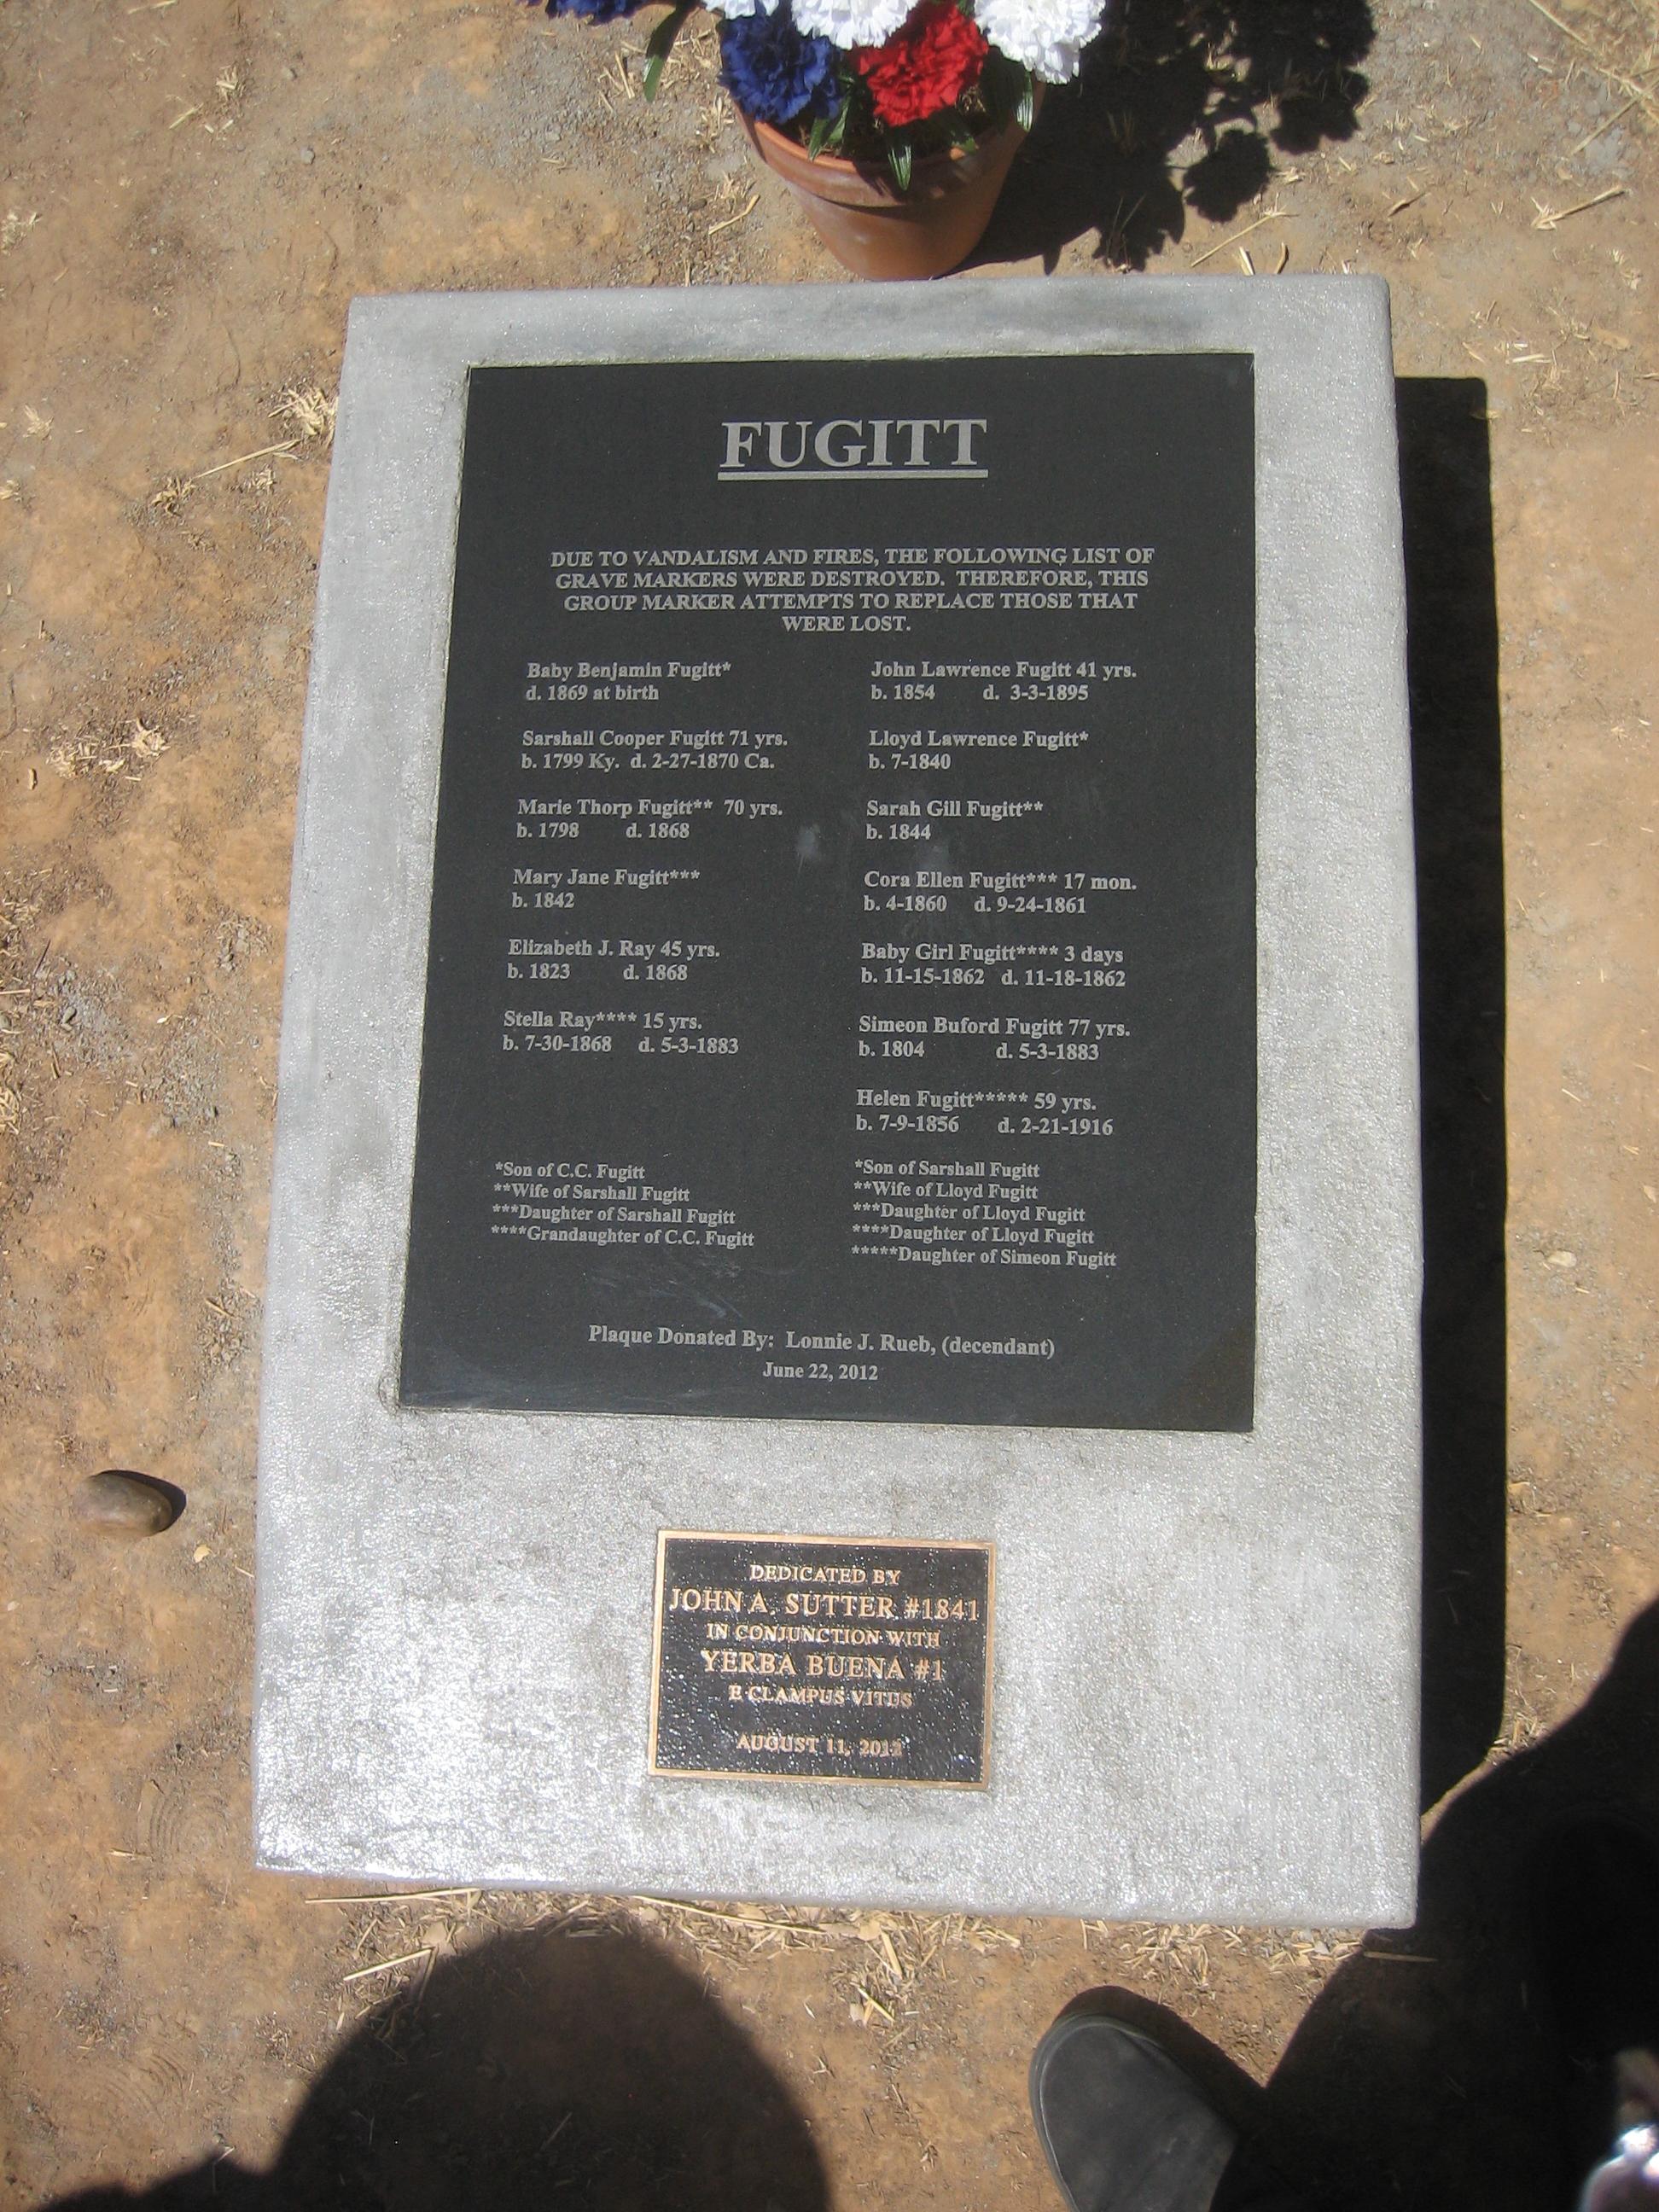 FUGITT
DUE TO VANDALISM AND FIRES, THE FOLLOWING LIST OF
GRAVE MARKERS WERE DESTROYED. THEREFORE, THIS
GROUP MARKER ATTEMPTS TO REPLACE THOSE THAT
WERE LOST.
Baby Benjamin Fugitt*
d. 1869 at birth
Sarshall Cooper Fugitt 71 yrs.
b. 1799 Ky. d. 2-27-1870 Ca.
Marie Thorp Fugitt** 70 yrs.
b. 1798 d. 1868
Mary Jane Fugitt***
b. 1842
Elizabeth J. Ray 45 yrs.
b. 1823 d. 1868
Stella Ray**** 15 yrs.
b. 7-30-1868 d. 5-3-1883
*Son of C.C. Fugitt
**Wife of Sarshall Fugitt
***Daughter of Sarshall Fugitt
****Grandaughter of C.C. Fugitt
John Lawrence Fugitt 41 yrs.
b. 1854 d. 3-3-1895
Lloyd Lawrence Fugitt*
b. 7-1840
Sarah Gill Fugitt**
b. 1844
Cora Ellen Fugitt*** 17 mon.
b. 4-1860 d. 9-24-1861
Baby Girl Fugitt**** 3 days
b. 11-15-1862 d. 11-18-1862
Simeon Buford Fugitt 77 yrs.
b. 1804 d. 5-3-1883
Helen Fugitt***** 59 yrs.
b. 7-9-1856 d. 2-21-1916
*Son of Sarshall Fugitt
**Wife of Lloyd Fugitt
***Daughter of Lloyd Fugitt
****Daughter of Lloyd Fugitt
*****Daughter of Simeon Fugitt
Plaque Donated By: Lonnie J. Rueb, (decendant)
June 22, 2012
DEDICATED BY
JOHN A. SUTTER #1841
IN CONJUNCTION WITH
YERBA BUENA #1
E CLAMPUS VITUS
AUGUST 11, 2012